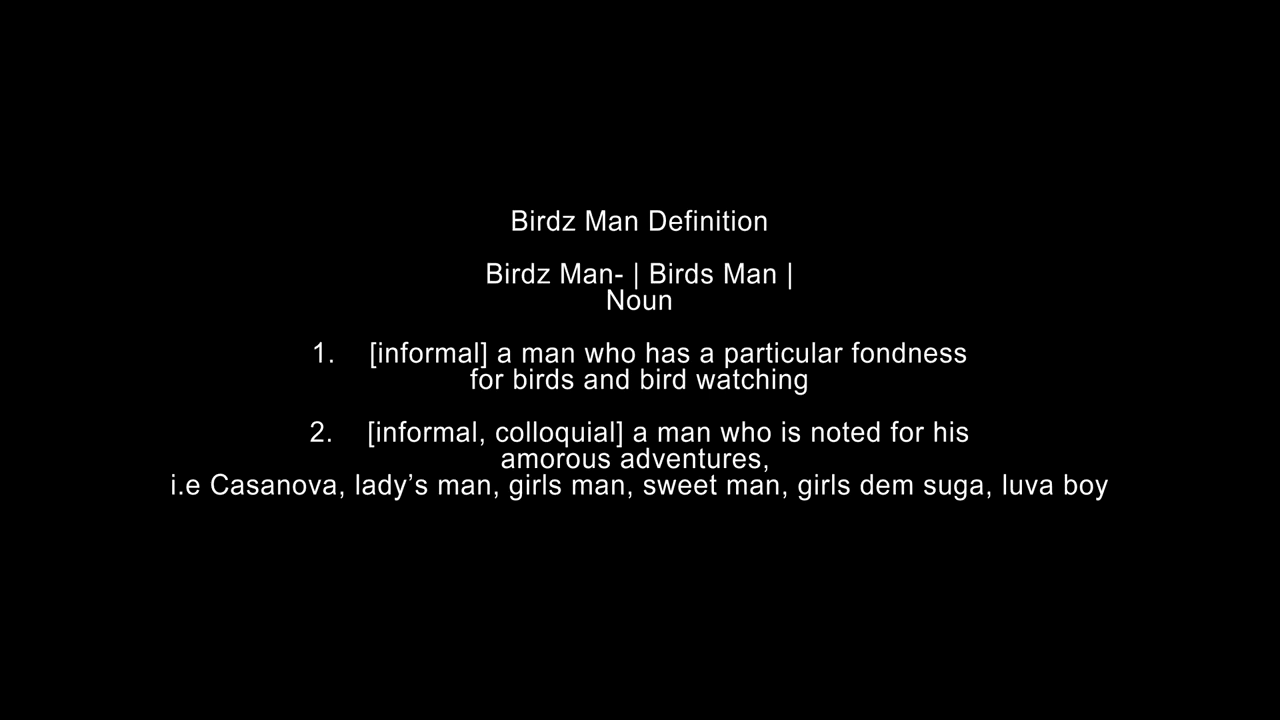 Birdz Man Definition
Birdz Man- | Birds Man |
Noun
1. [informal] a man who has a particular fondness
for birds and bird watching
2. [informal, colloquial] a man who is noted for his
amorous adventures,
i.e Casanova, lady’s man, girls man, sweet man, girls dem suga, luva boy